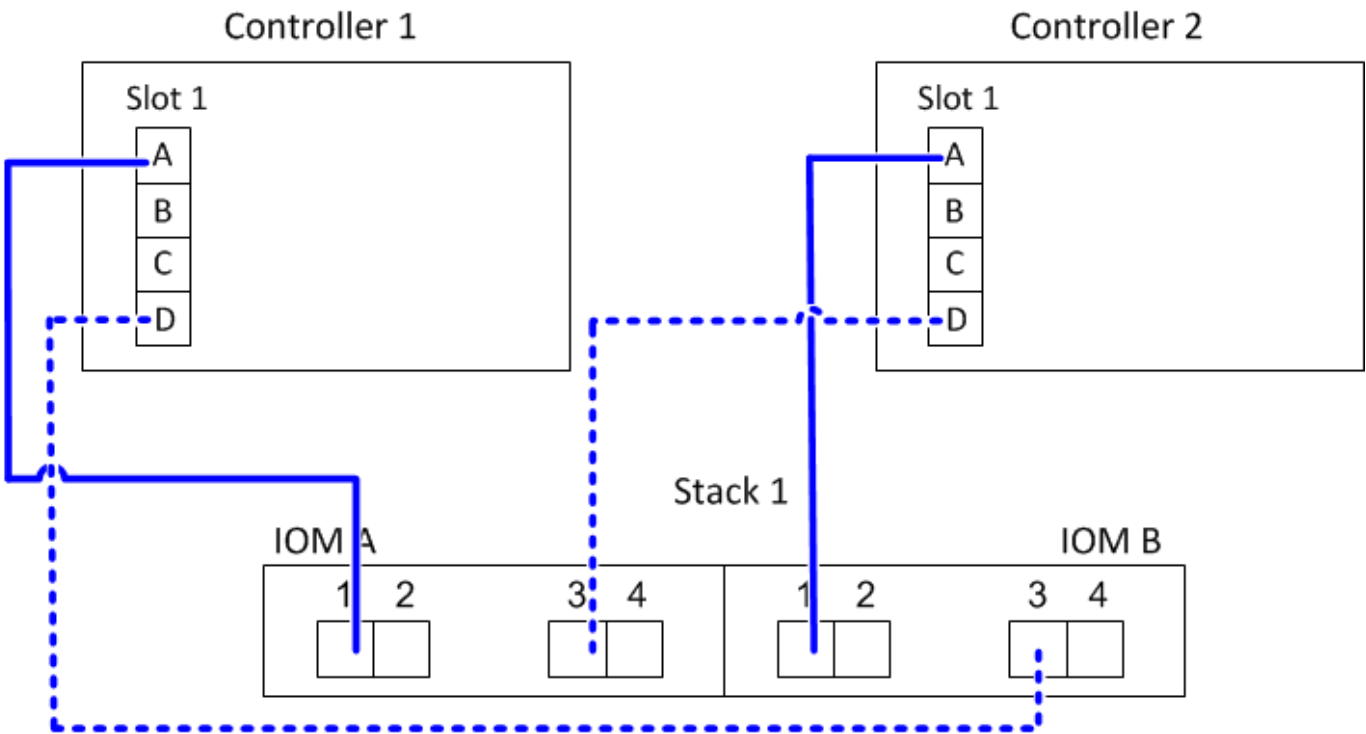 Controller 1
Controller 2
Slot 1
Slot 1
A
A
B
B
C
C
D
D
Stack 1
IOM A
IOM B
1 2 3 4 1 2 3 4